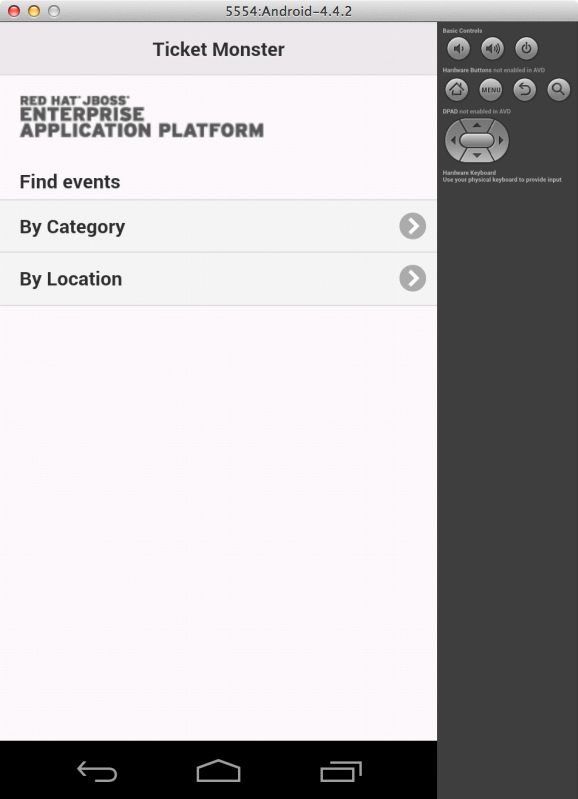 5554:Android-4.4.2
Ticket Monster
RED HAT® JBOSS®
ENTERPRISE
APPLICATION PLATFORM
Find events
By Category
By Location
Basic Controls
Hardware Buttons not enabled in AVD
MENU
DPAD not enabled in AVD
Hardware Keyboard
Use your physical keyboard to provide input